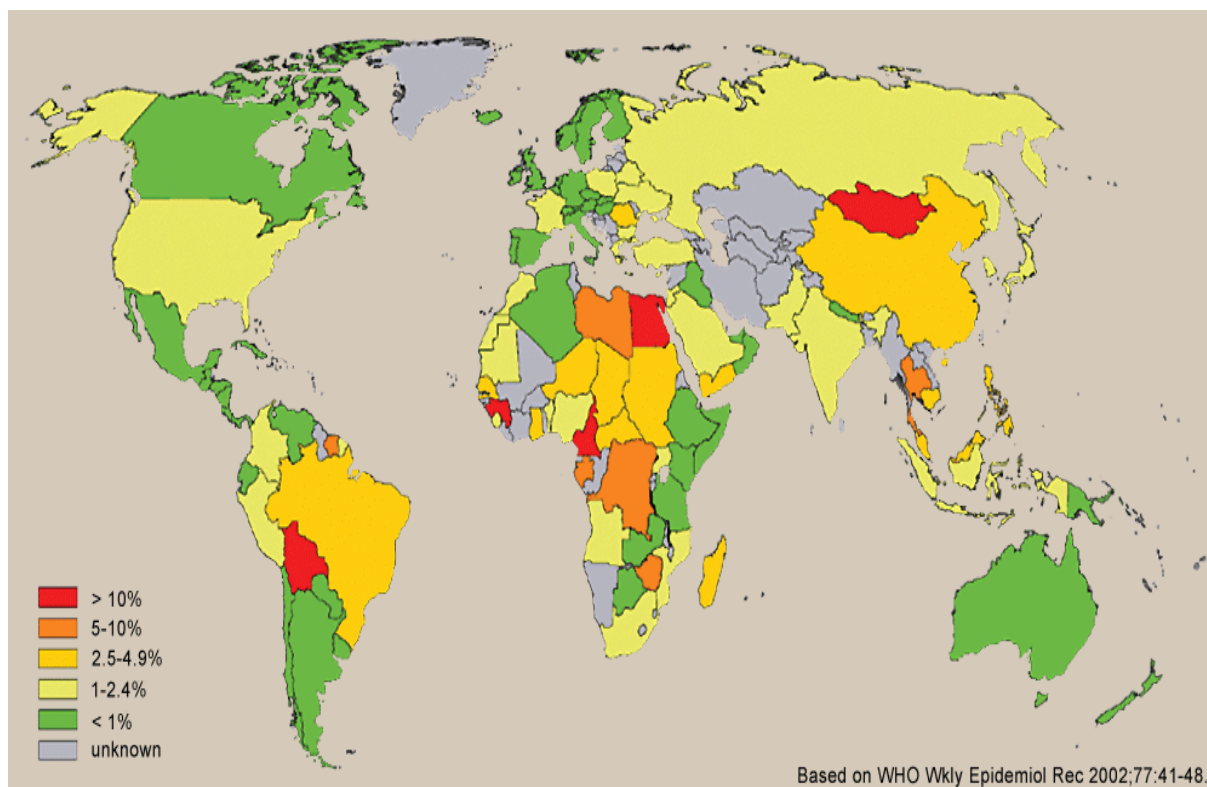 > 10%
5-10%
2.5-4.9%
1-2.4%
< 1%
unknown
Based on WHO Wkly Epidemiol Rec 2002;77:41-48.